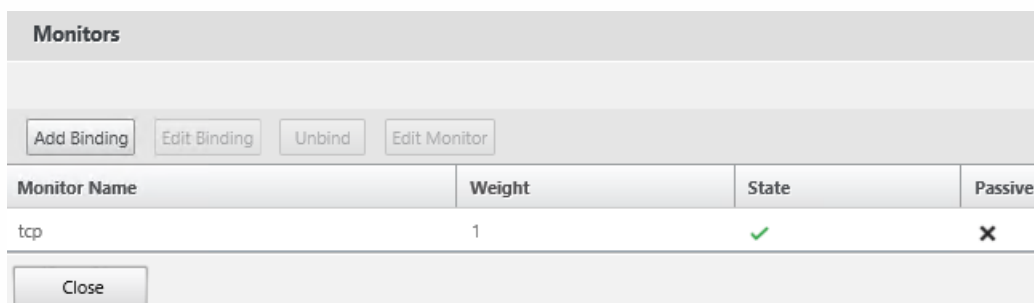 Monitors
Add Binding Edit Binding Unbind Edit Monitor
Monitor Name Weight State Passive
tcp 1
Close